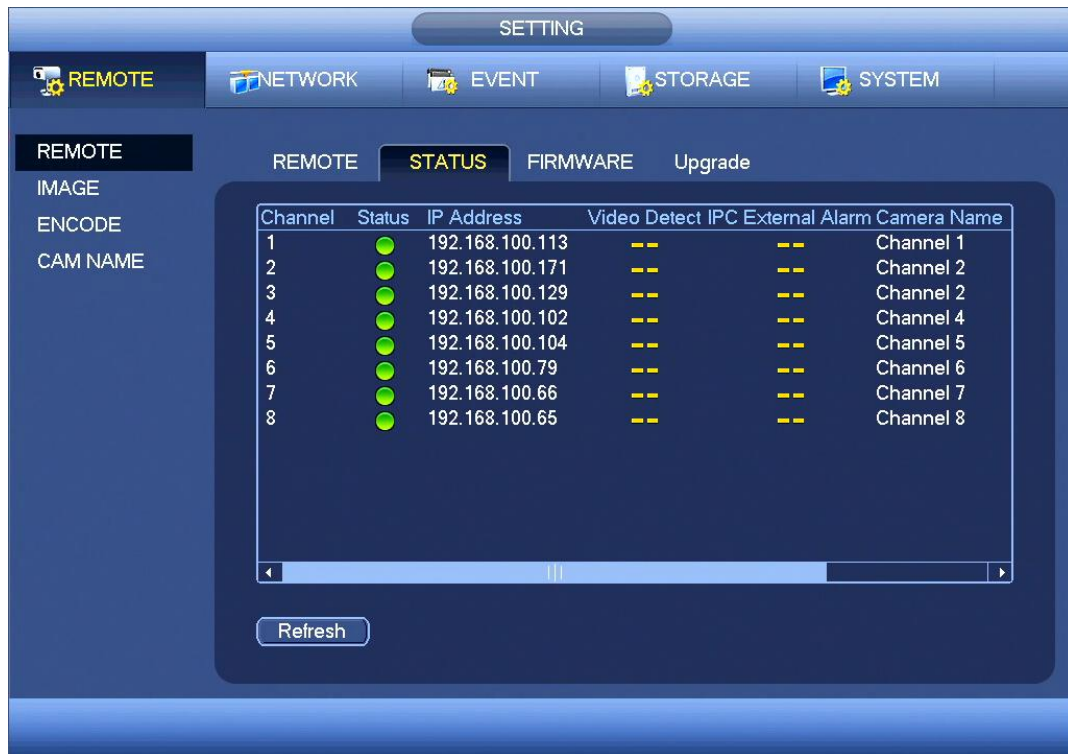 SETTING
REMOTE NETWORK EVENT STORAGE SYSTEM
REMOTE
IMAGE
ENCODE
CAM NAME
REMOTE STATUS FIRMWARE Upgrade
Channel Status IP Address Video Detect IPC External Alarm Camera Name
1 192.168.100.113 -- -- Channel 1
2 192.168.100.171 -- -- Channel 2
3 192.168.100.129 -- -- Channel 2
4 192.168.100.102 -- -- Channel 4
5 192.168.100.104 -- -- Channel 5
6 192.168.100.79 -- -- Channel 6
7 192.168.100.66 -- -- Channel 7
8 192.168.100.65 -- -- Channel 8
Refresh